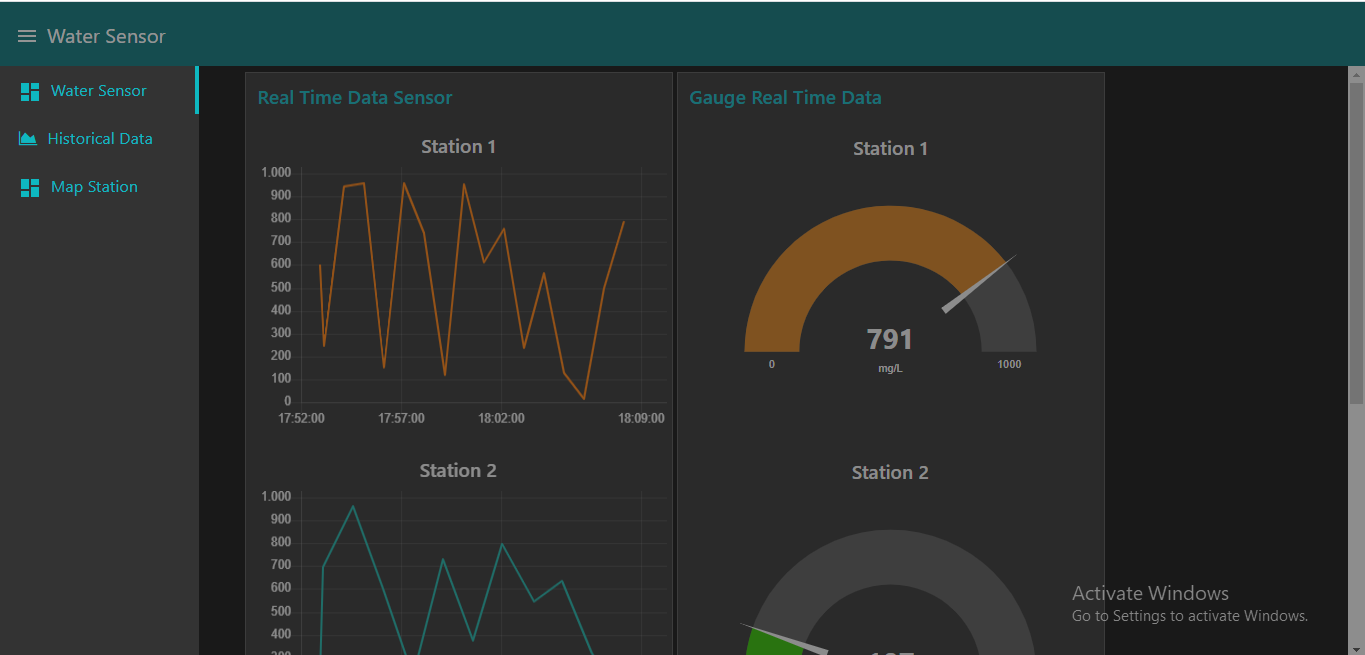 Water Sensor
Water Sensor
Historical Data
Map Station
Real Time Data Sensor
Station 1
1.000
900
800
700
600
500
400
300
200
100
0
17:52:00 17:57:00 18:02:00 18:09:00
Station 2
1.000
900
800
700
600
500
400
Gauge Real Time Data
Station 1
791
mg/L
0 1000
Station 2
Activate Windows
Go to Settings to activate Windows.